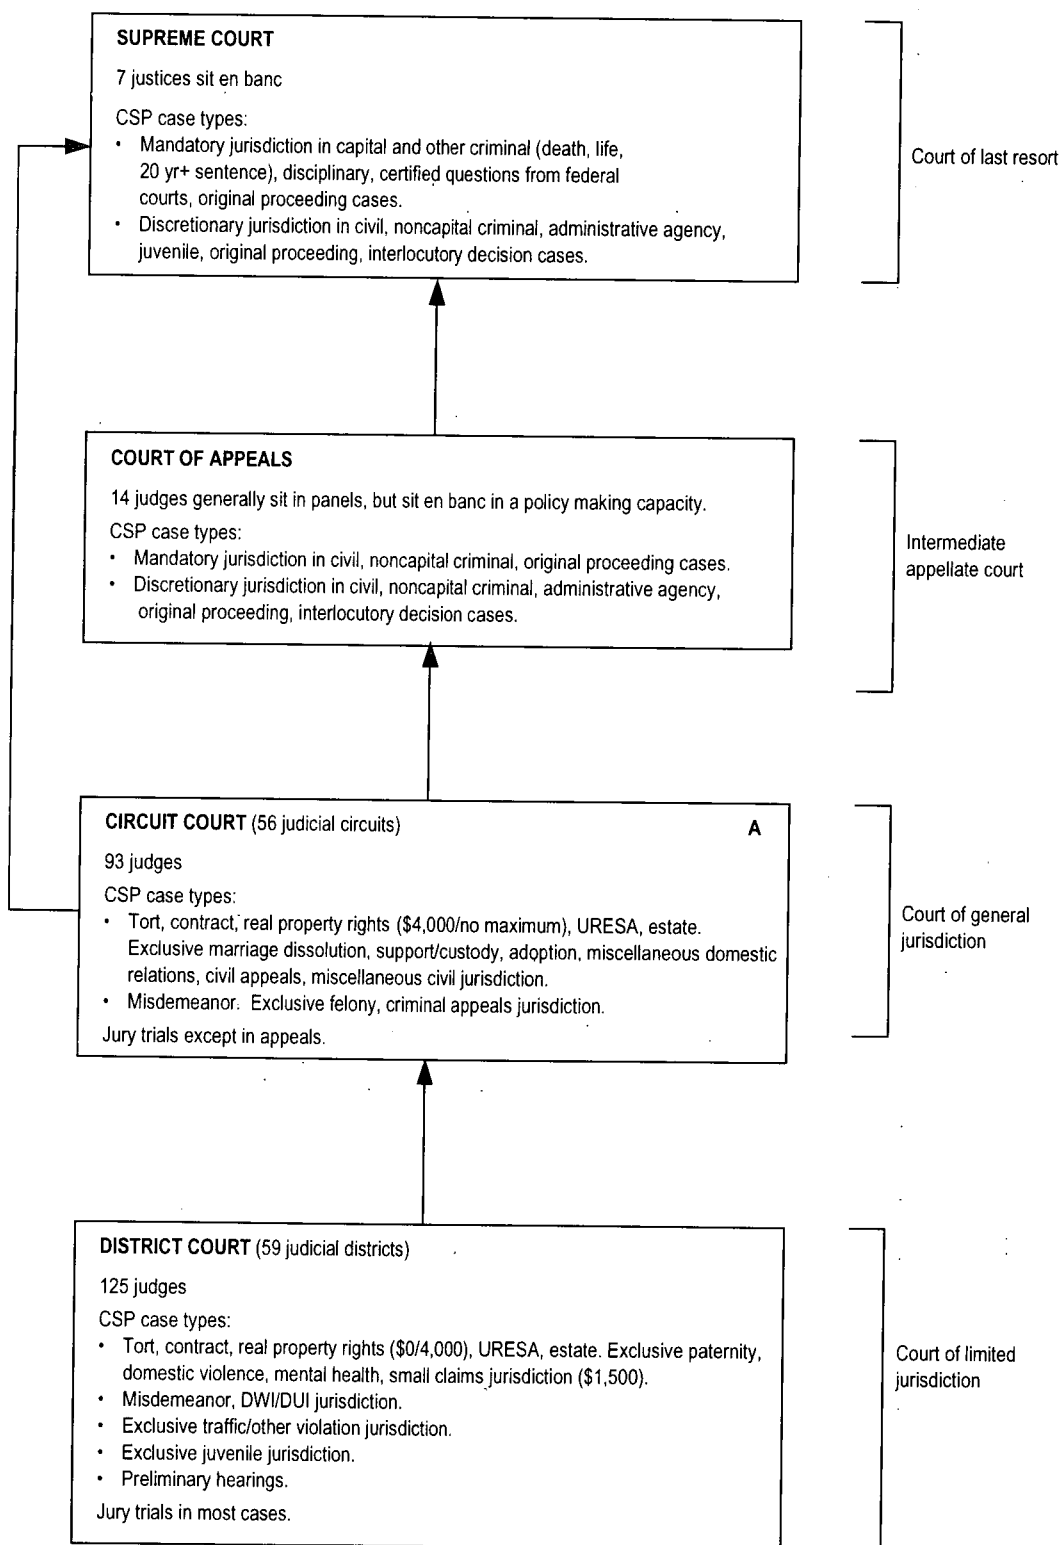 SUPREME COURT
7 justices sit en banc
CSP case types:
• Mandatory jurisdiction in capital and other criminal (death, life,
20 yr+ sentence), disciplinary, certified questions from federal
courts, original proceeding cases.
• Discretionary jurisdiction in civil, noncapital criminal, administrative agency,
juvenile, original proceeding, interlocutory decision cases.
Court of last resort
COURT OF APPEALS
14 judges generally sit in panels, but sit en banc in a policy making capacity.
CSP case types:
• Mandatory jurisdiction in civil, noncapital criminal, original proceeding cases.
• Discretionary jurisdiction in civil, noncapital criminal, administrative agency,
original proceeding, interlocutory decision cases.
Intermediate
appellate court
CIRCUIT COURT (56 judicial circuits) A
93 judges
CSP case types:
• Tort, contract, real property rights ($4,000/no maximum), URESA, estate.
Exclusive marriage dissolution, support/custody, adoption, miscellaneous domestic
relations, civil appeals, miscellaneous civil jurisdiction.
• Misdemeanor. Exclusive felony, criminal appeals jurisdiction.
Jury trials except in appeals.
Court of general
jurisdiction
DISTRICT COURT (59 judicial districts)
125 judges
CSP case types:
• Tort, contract, real property rights ($0/4,000), URESA, estate. Exclusive paternity,
domestic violence, mental health, small claims jurisdiction ($1,500).
• Misdemeanor, DWI/DUI jurisdiction.
• Exclusive traffic/other violation jurisdiction.
• Exclusive juvenile jurisdiction.
• Preliminary hearings.
Jury trials in most cases.
Court of limited
jurisdiction